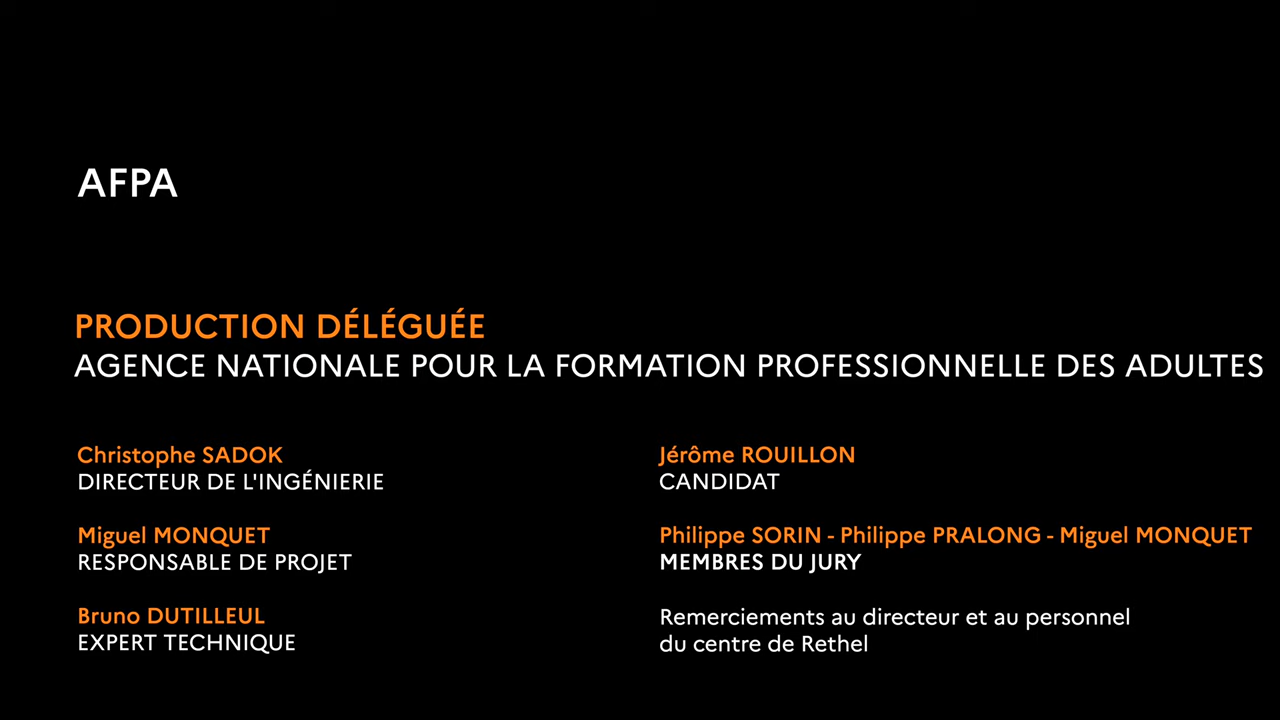 AFPA
PRODUCTION DÉLÉGUÉE
AGENCE NATIONALE POUR LA FORMATION PROFESSIONNELLE DES ADULTES
Christophe SADOK
DIRECTEUR DE L'INGÉNIERIE
Miguel MONQUET
RESPONSABLE DE PROJET
Bruno DUTILLEUL
EXPERT TECHNIQUE
Jérôme ROUILLON
CANDIDAT
Philippe SORIN - Philippe PRALONG - Miguel MONQUET
MEMBRES DU JURY
Remerciements au directeur et au personnel
du centre de Rethel